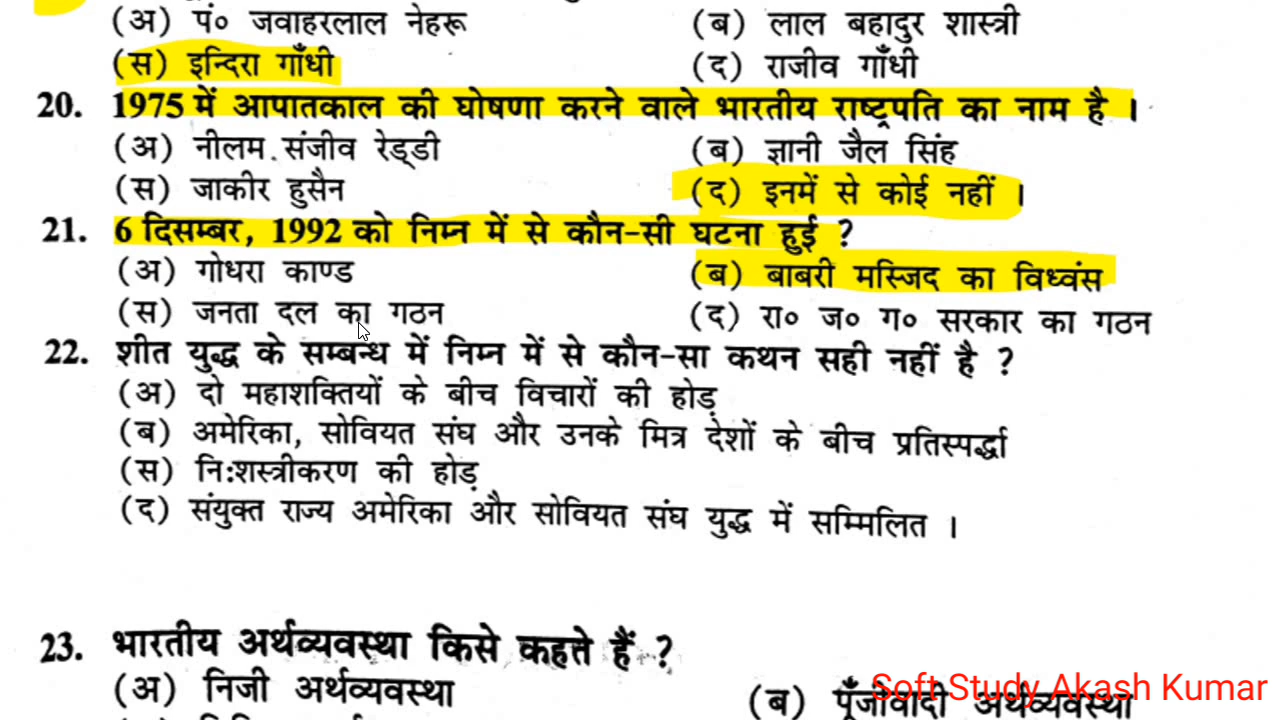 (अ) पं० जवाहरलाल नेहरू (ब) लाल बहादुर शास्त्री
(स) इन्दिरा गाँधी (द) राजीव गाँधी
20. 1975 में आपातकाल की घोषणा करने वाले भारतीय राष्ट्रपति का नाम है ।
(अ) नीलम संजीव रेड्डी (ब) ज्ञानी जैल सिंह
(स) जाकीर हुसैन (द) इनमें से कोई नहीं ।
21. 6 दिसम्बर, 1992 को निम्न में से कौन-सी घटना हुई ?
(अ) गोधरा काण्ड (ब) बाबरी मस्जिद का विध्वंस
(स) जनता दल का गठन (द) रा० ज० ग० सरकार का गठन
22. शीत युद्ध के सम्बन्ध में निम्न में से कौन-सा कथन सही नहीं है ?
(अ) दो महाशक्तियों के बीच विचारों की होड़
(ब) अमेरिका, सोवियत संघ और उनके मित्र देशों के बीच प्रतिस्पर्द्धा
(स) नि:शस्त्रीकरण की होड़
(द) संयुक्त राज्य अमेरिका और सोवियत संघ युद्ध में सम्मिलित ।
23. भारतीय अर्थव्यवस्था किसे कहते हैं ?
(अ) निजी अर्थव्यवस्था (ब) पूँजीवादी अर्थव्यवस्था
Soft Study Akash Kumar